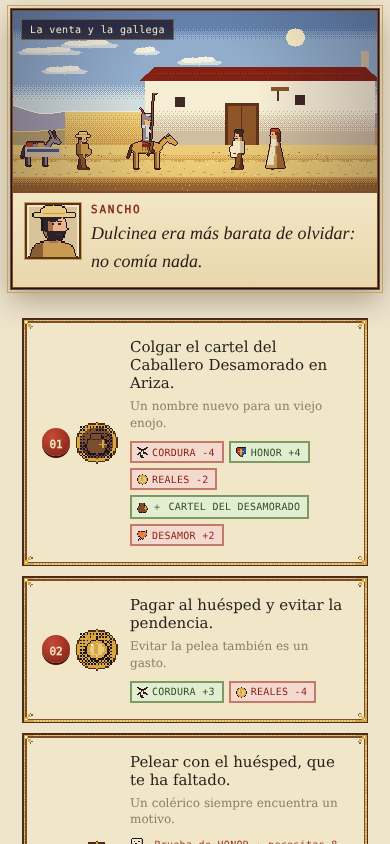 La venta y la gallega
SANCHO
Dulcinea era más barata de olvidar:
no comía nada.
Colgar el cartel del
Caballero Desamorado en
Ariza.
Un nombre nuevo para un viejo
enojo.
01
CORDURA -4
HONOR +4
REALES -2
+ CARTEL DEL DESAMORADO
DESAMOR +2
Pagar al huésped y evitar la
pendencia.
02
Evitar la pelea también es un
gasto.
CORDURA +3
REALES -4
Pelear con el huésped, que
te ha faltado.
Un colérico siempre encuentra un
motivo.
Prueba de HONOR